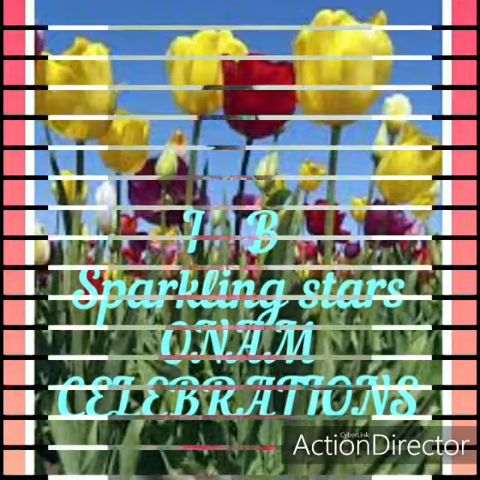 I B
Sparkling stars
ONAM
CELEBRATIONS
CyberLink
ActionDirector